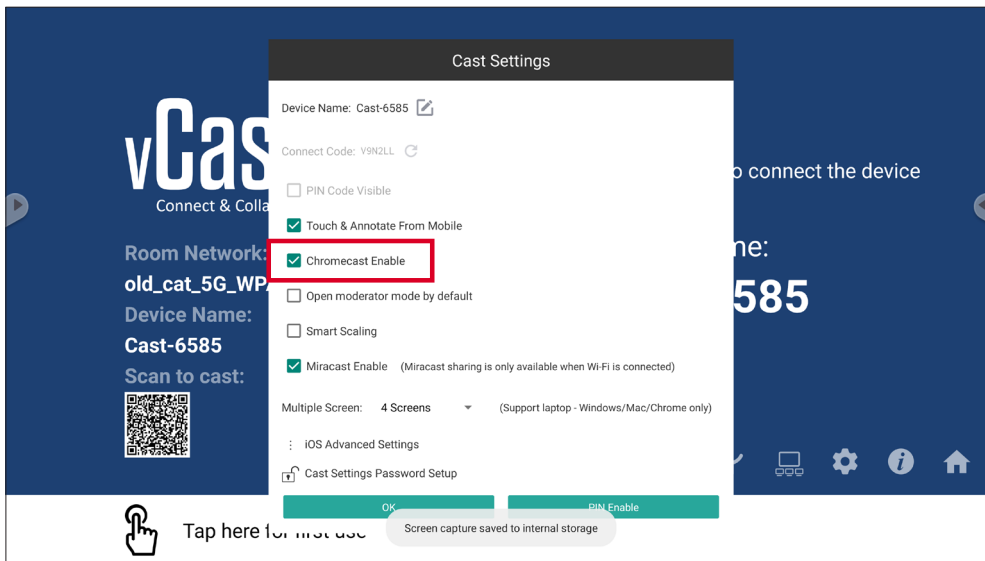 Cast Settings
Device Name: Cast-6585
Connect Code: V9N2LL
PIN Code Visible
Touch & Annotate From Mobile
Chromecast Enable
Open moderator mode by default
Smart Scaling
Miracast Enable (Miracast sharing is only available when Wi-Fi is connected)
Multiple Screen: 4 Screens (Support laptop - Windows/Mac/Chrome only)
iOS Advanced Settings
Cast Settings Password Setup
OK PIN Enable
Screen capture saved to internal storage
vCas
Connect & Colla
Room Network:
old_cat_5G_WP
Device Name:
Cast-6585
Scan to cast:
o connect the device
me:
585
Tap here for first use